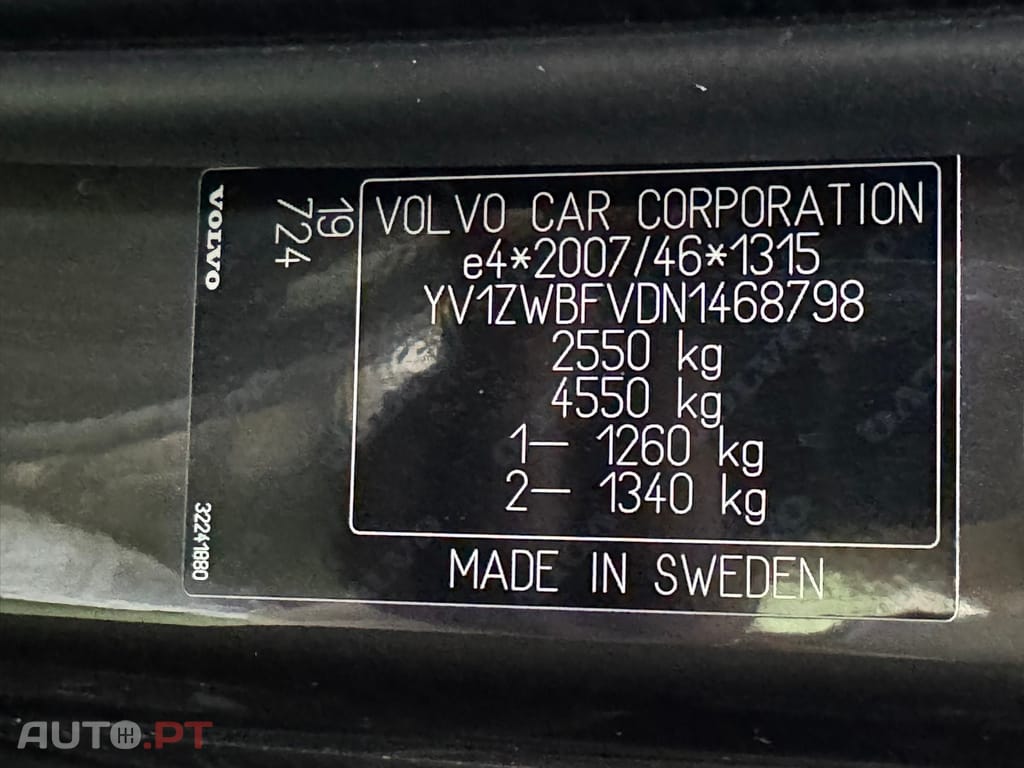 VOLVO
19
724
VOLVO CAR CORPORATION
e4*2007/46*1315
YV1ZWBFVDN1468798
2550 kg
4550 kg
1– 1260 kg
2– 1340 kg
MADE IN SWEDEN
32241880
AUTO.PT